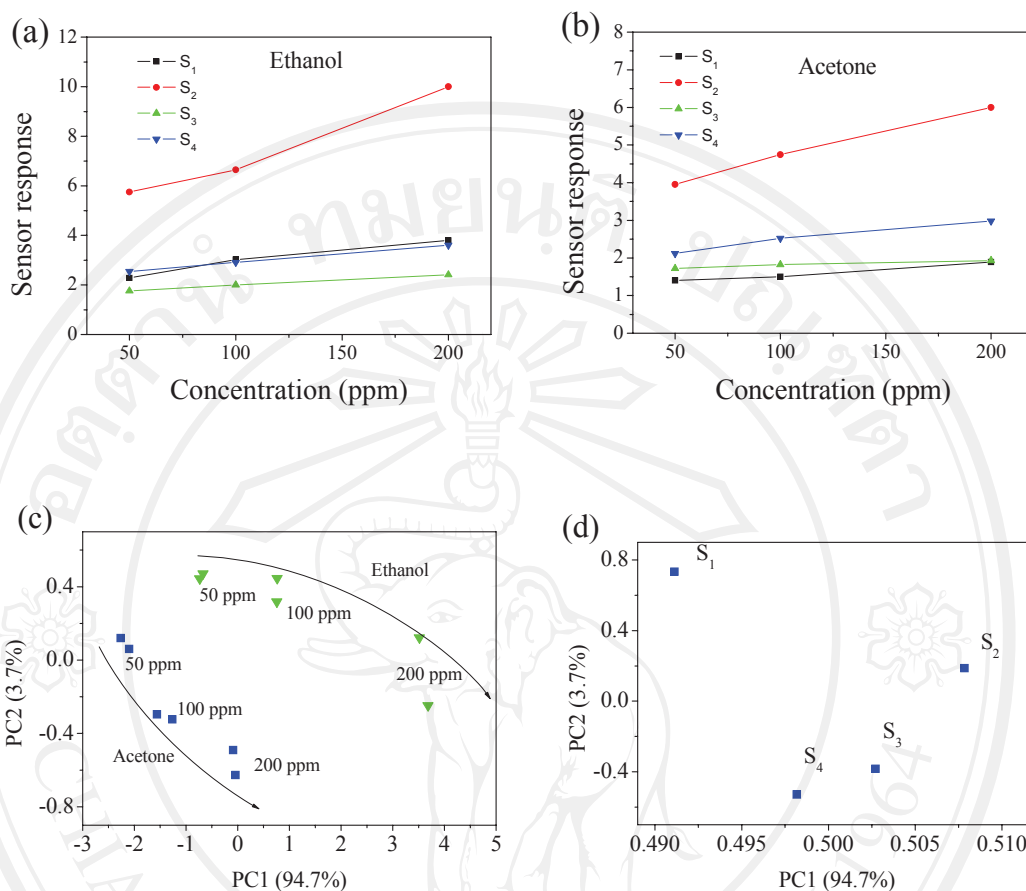 (a)
Ethanol
S1
S2
S3
S4
12
10
8
6
4
2
0
50
100
150
200
Sensor response
Concentration (ppm)
(b)
Acetone
S1
S2
S3
S4
8
7
6
5
4
3
2
1
0
50
100
150
200
Sensor response
Concentration (ppm)
(c)
Ethanol
50 ppm
100 ppm
200 ppm
50 ppm
100 ppm
200 ppm
Acetone
0.4
0.0
-0.4
-0.8
-3
-2
-1
0
1
2
3
4
5
PC2 (3.7%)
PC1 (94.7%)
(d)
S1
S2
S3
S4
0.8
0.4
0.0
-0.4
0.490
0.495
0.500
0.505
0.510
PC2 (3.7%)
PC1 (94.7%)
1964